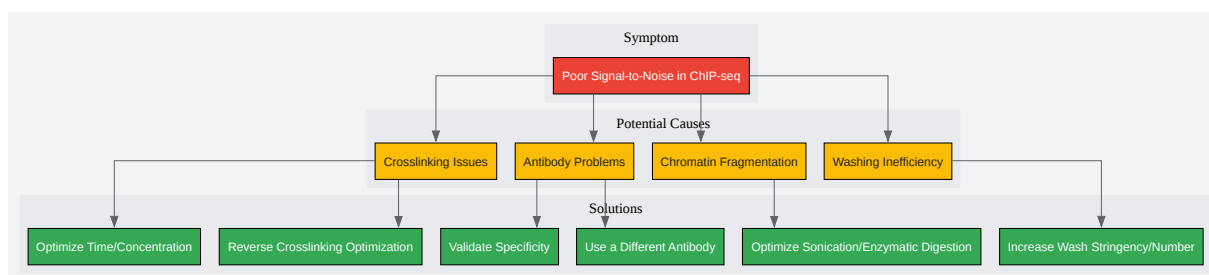 Symptom
Poor Signal-to-Noise in ChIP-seq
Potential Causes
Crosslinking Issues
Antibody Problems
Chromatin Fragmentation
Washing Inefficiency
Solutions
Optimize Time/Concentration
Reverse Crosslinking Optimization
Validate Specificity
Use a Different Antibody
Optimize Sonication/Enzymatic Digestion
Increase Wash Stringency/Number